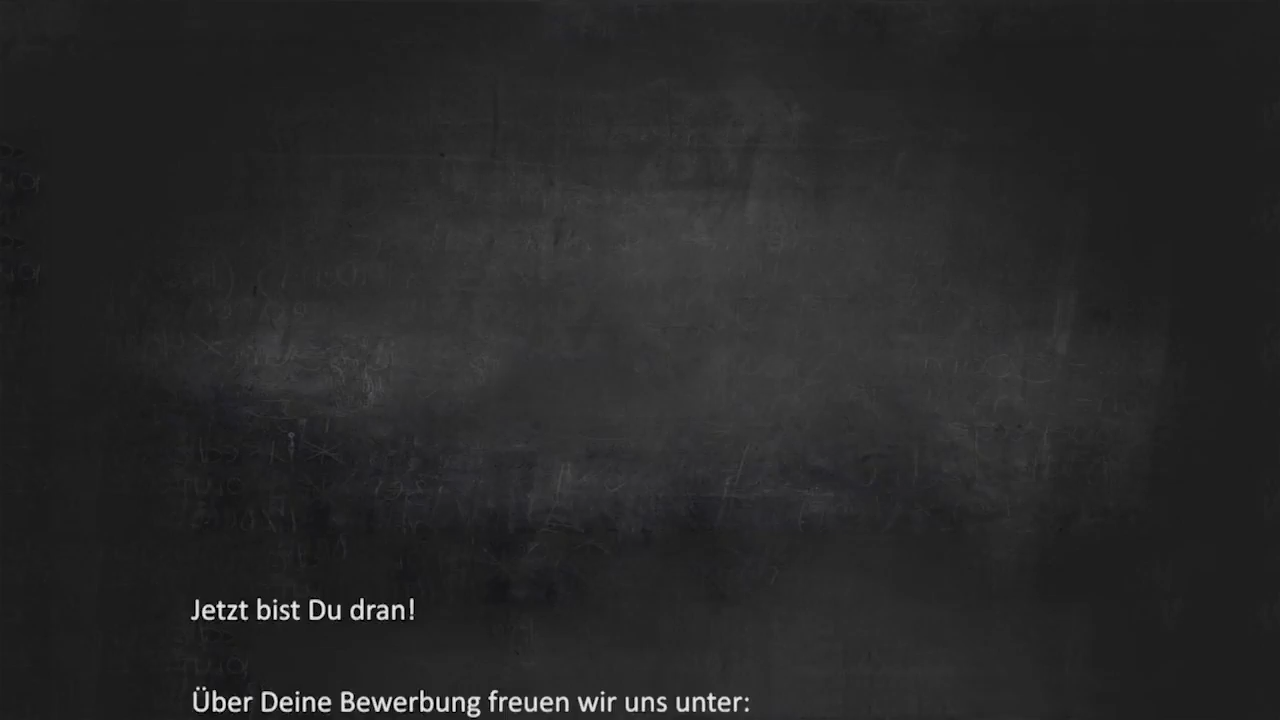 Jetzt bist Du dran!
Über Deine Bewerbung freuen wir uns unter: